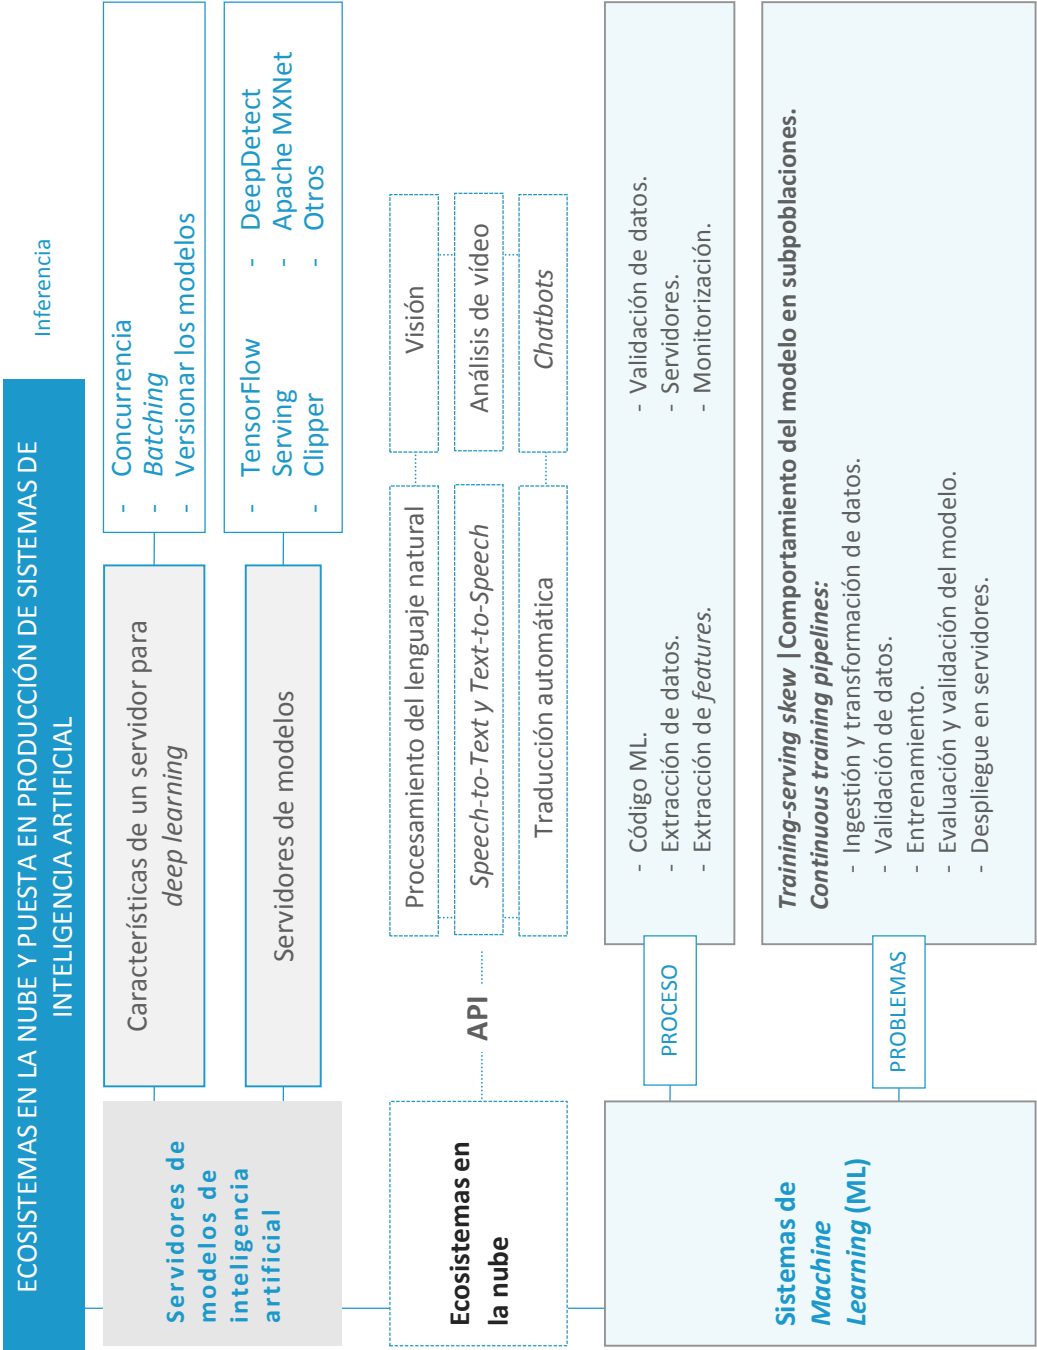 ECOSISTEMAS EN LA NUBE Y PUESTA EN PRODUCCIÓN DE SISTEMAS DE
INTELIGENCIA ARTIFICIAL
Inferencia
Servidores de
modelos de
inteligencia
artificial
Características de un servidor para
deep learning
- Concurrencia
- Batching
- Versionar los modelos
Servidores de modelos
- TensorFlow
Serving
- Clipper
- DeepDetect
- Apache MXNet
- Otros
Ecosistemas en
la nube
API
Procesamiento del lenguaje natural
Visión
Speech-to-Text y Text-to-Speech
Análisis de vídeo
Traducción automática
Chatbots
Sistemas de
Machine
Learning (ML)
PROCESO
- Código ML.
- Extracción de datos.
- Extracción de features.
- Validación de datos.
- Servidores.
- Monitorización.
PROBLEMAS
Training-serving skew |Comportamiento del modelo en subpoblaciones.
Continuous training pipelines:
- Ingestión y transformación de datos.
- Validación de datos.
- Entrenamiento.
- Evaluación y validación del modelo.
- Despliegue en servidores.